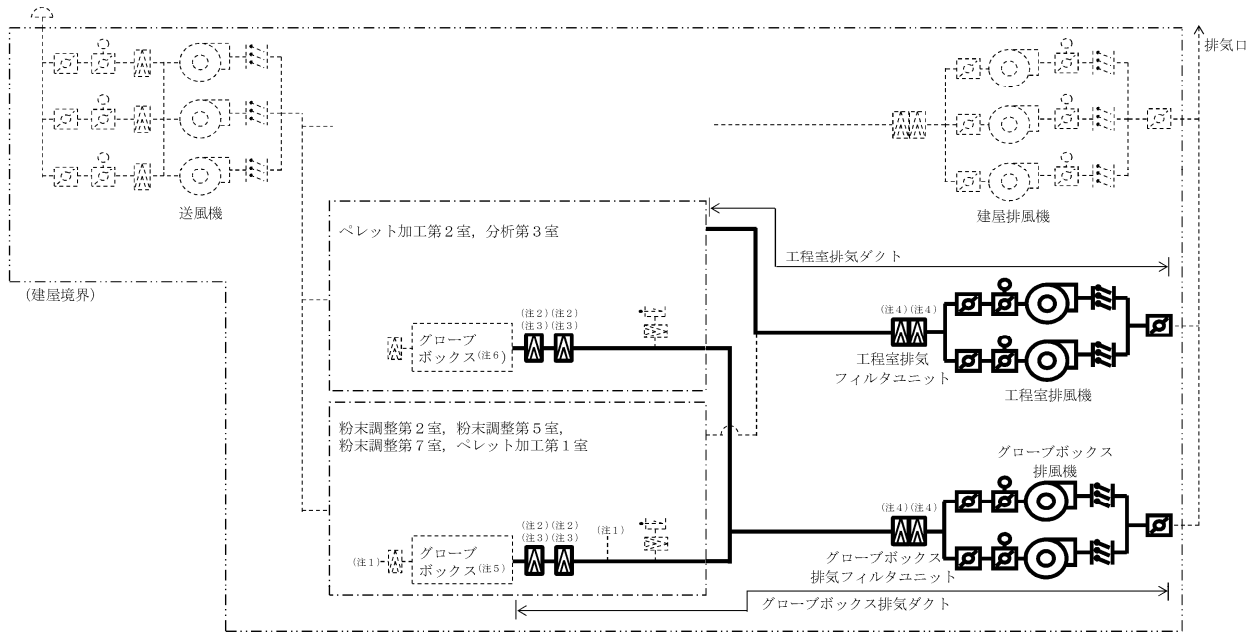 排気口
送風機
建屋排風機
ペレット加工第２室，分析第３室
工程室排気ダクト
（建屋境界）
(注２)(注２)
(注３)(注３)
グローブ
ボックス(注６)
(注４)(注４)
工程室排気
フィルタユニット
工程室排風機
粉末調整第２室，粉末調整第５室，
粉末調整第７室，ペレット加工第１室
グローブボックス
排風機
(注２)(注２)
(注３)(注３)
(注１)
(注１)
グローブ
ボックス(注５)
(注４)(注４)
グローブボックス
排気フィルタユニット
グローブボックス排気ダクト